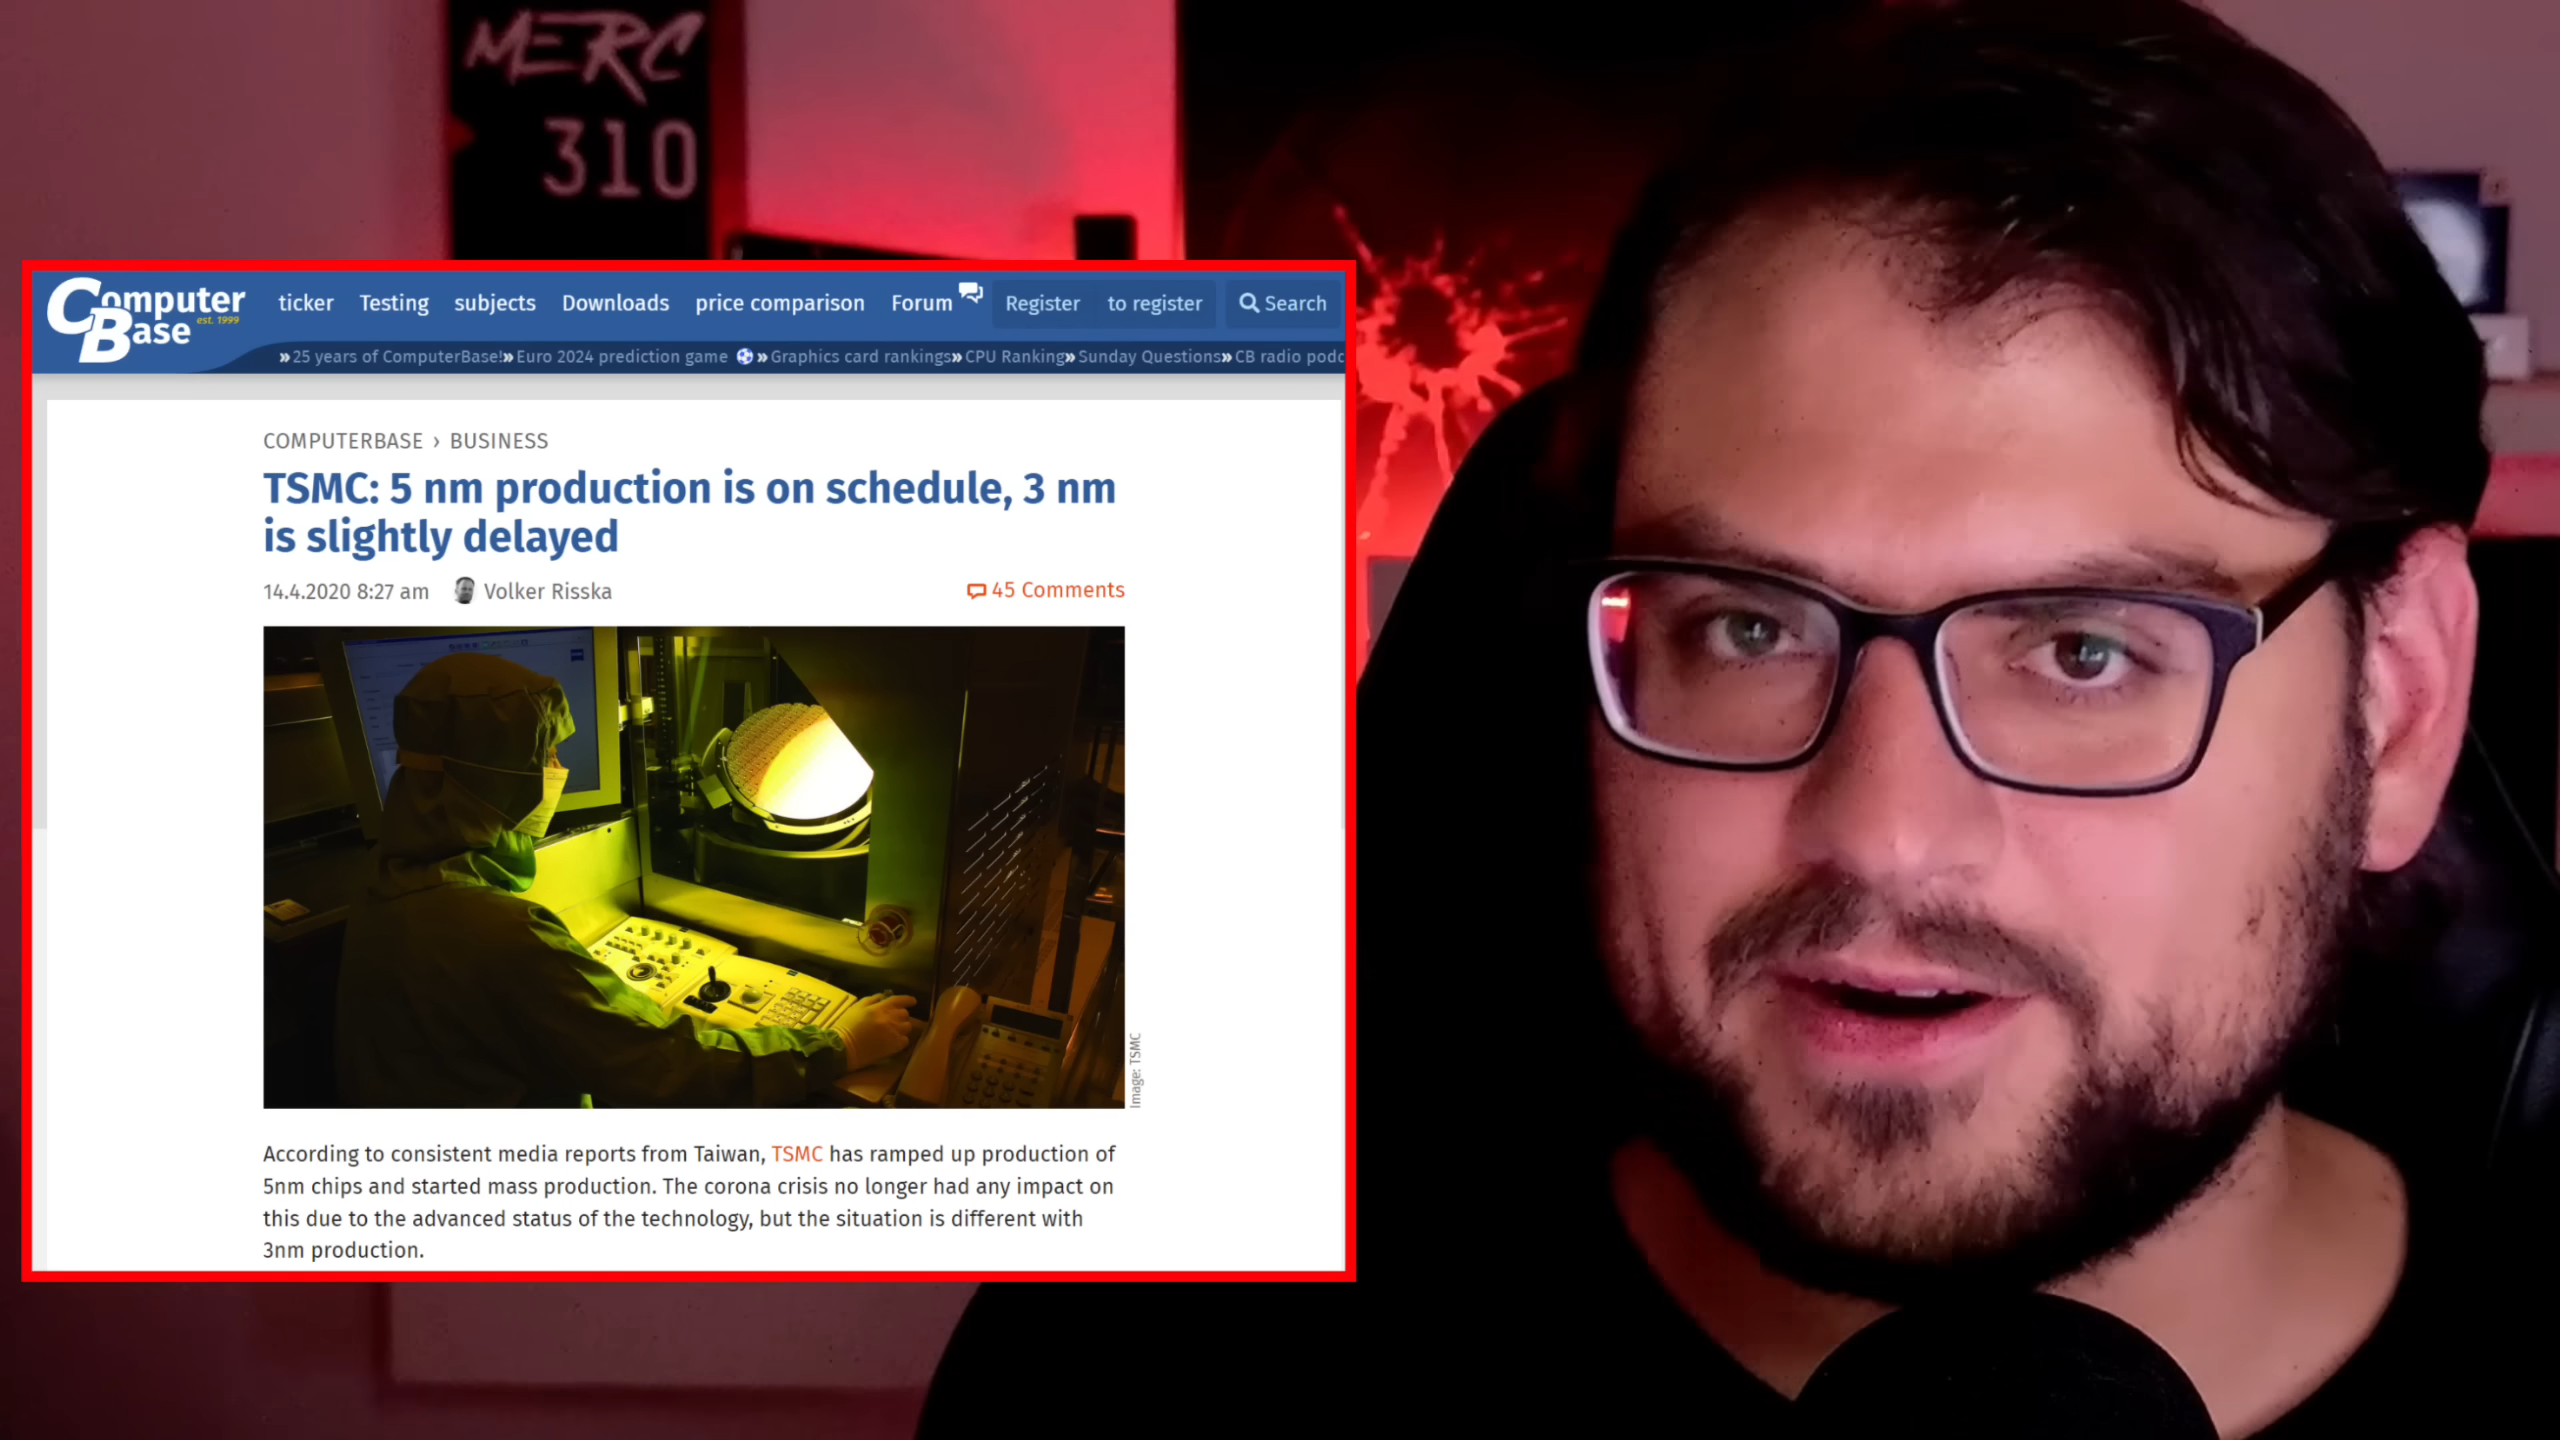 MERC
310
Computer
Base est. 1999
ticker Testing subjects Downloads price comparison Forum Register to register Search
»25 years of ComputerBase!» Euro 2024 prediction game » Graphics card rankings» CPU Ranking» Sunday Questions» CB radio podc
COMPUTERBASE › BUSINESS
TSMC: 5 nm production is on schedule, 3 nm
is slightly delayed
14.4.2020 8:27 am Volker Risska 45 Comments
Image: TSMC
According to consistent media reports from Taiwan, TSMC has ramped up production of
5nm chips and started mass production. The corona crisis no longer had any impact on
this due to the advanced status of the technology, but the situation is different with
3nm production.